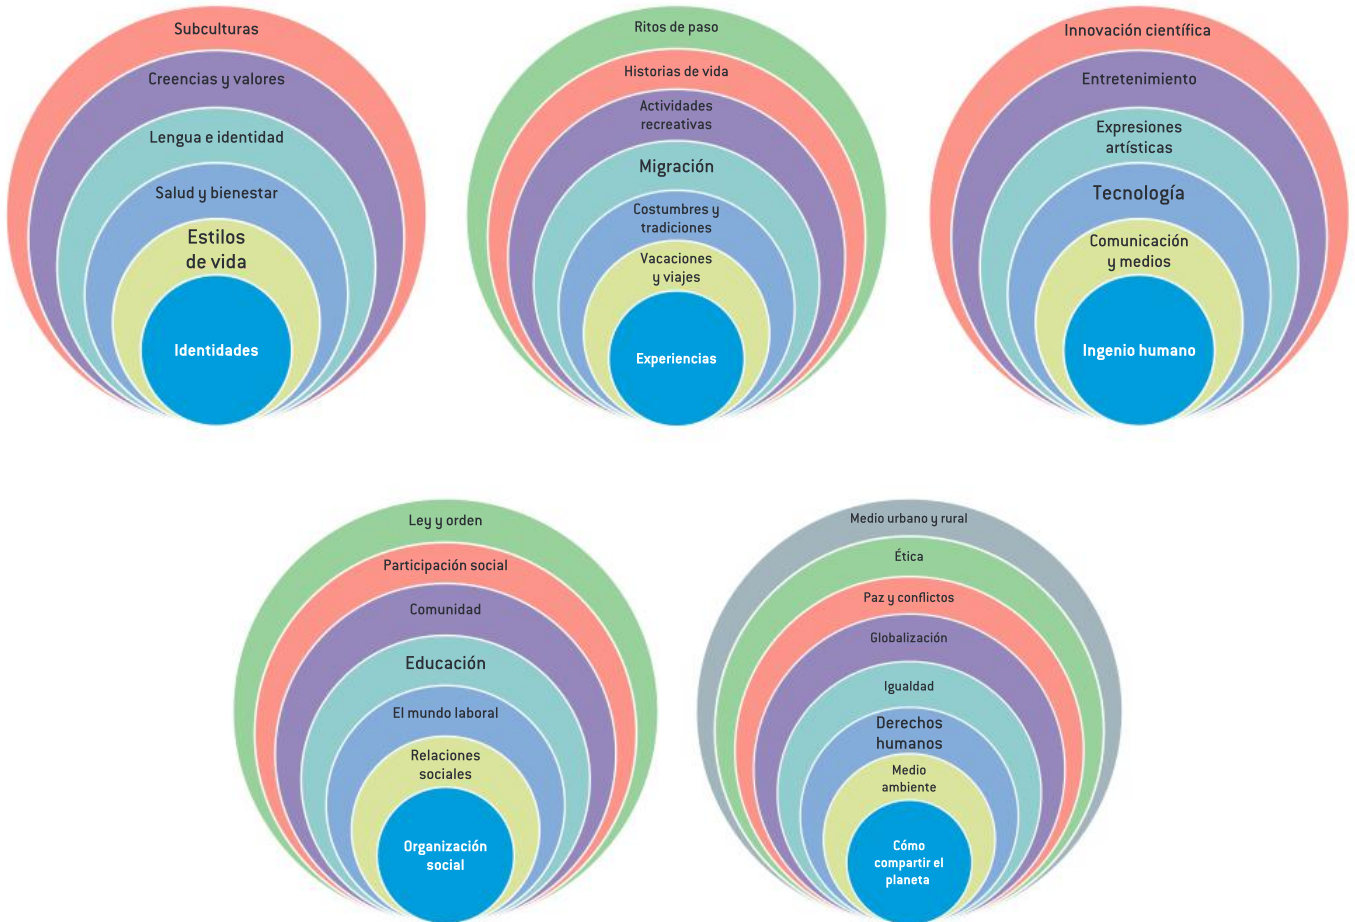 Subculturas
Creencias y valores
Lengua e identidad
Salud y bienestar
Estilos
de vida
Identidades
Ritos de paso
Historias de vida
Actividades
recreativas
Migración
Costumbres y
tradiciones
Vacaciones
y viajes
Experiencias
Innovación científica
Entretenimiento
Expresiones
artísticas
Tecnología
Comunicación
y medios
Ingenio humano
Ley y orden
Participación social
Comunidad
Educación
El mundo laboral
Relaciones
sociales
Organización
social
Medio urbano y rural
Ética
Paz y conflictos
Globalización
Igualdad
Derechos
humanos
Medio
ambiente
Cómo
compartir el
planeta